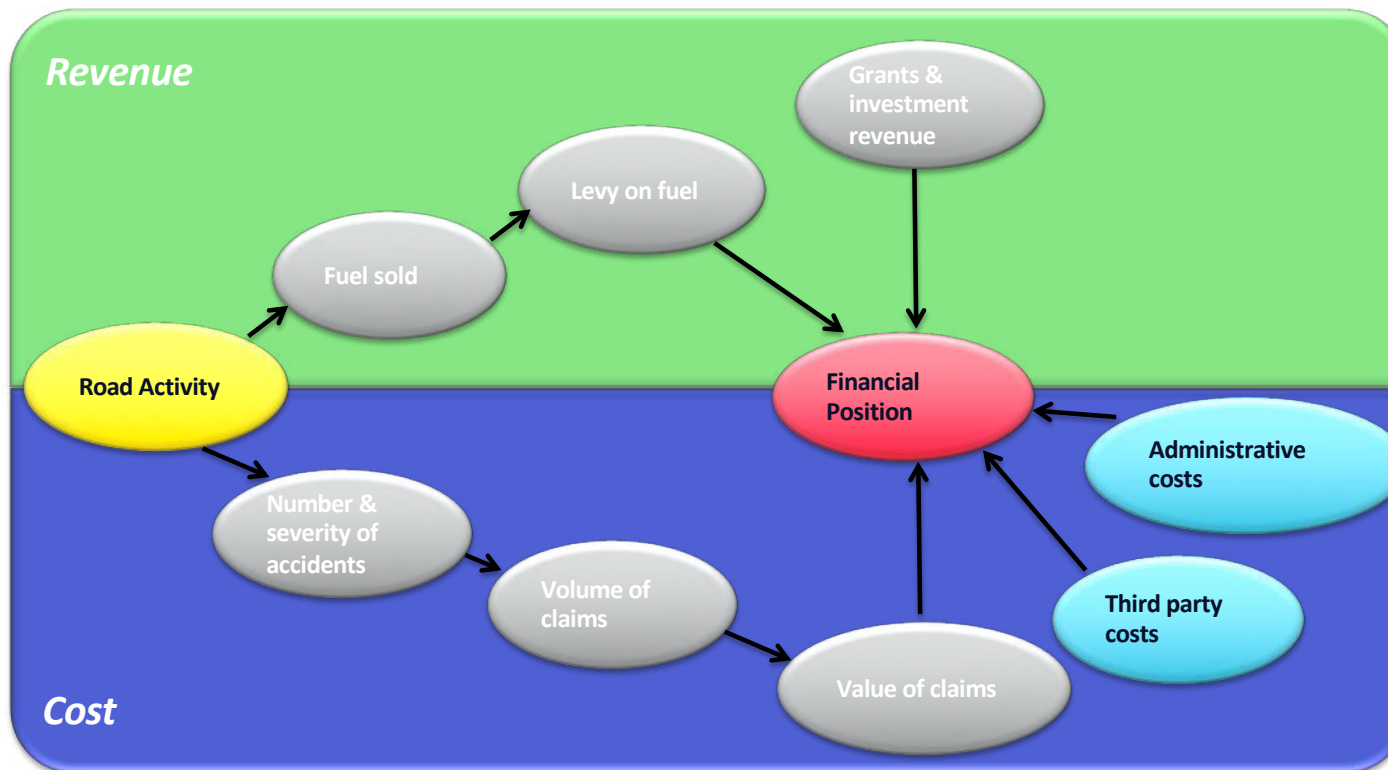 Revenue
Grants &
investment
revenue
Levy on fuel
Fuel sold
Road Activity
Financial
Position
Administrative
costs
Number &
severity of
accidents
Volume of
claims
Third party
costs
Value of claims
Cost